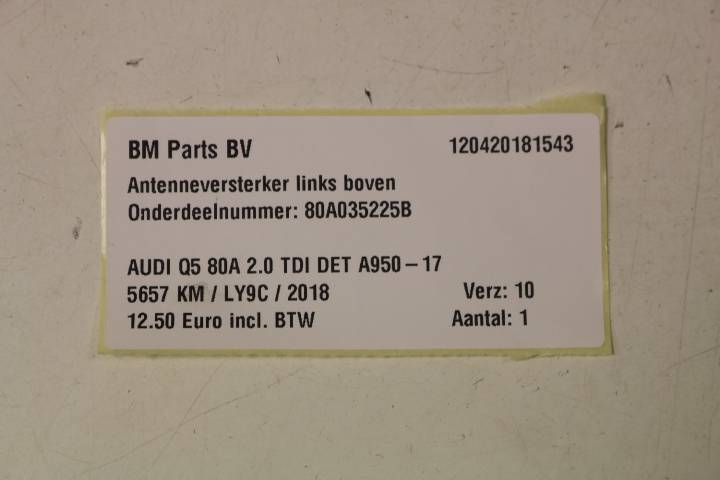 BM Parts BV 120420181543
Antenneversterker links boven
Onderdeelnummer: 80A035225B
AUDI Q5 80A 2.0 TDI DET A950-17
5657 KM / LY9C / 2018 Verz: 10
12.50 Euro incl. BTW Aantal: 1